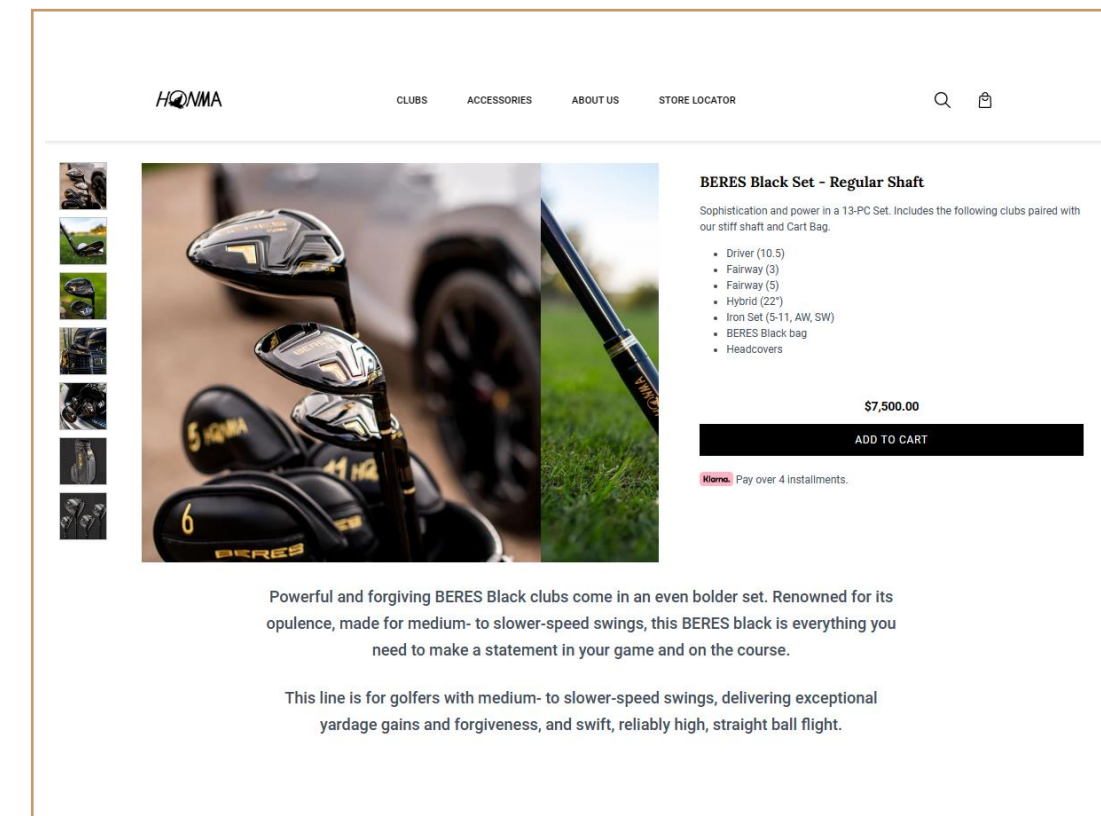 HONMA
CLUBS ACCESSORIES ABOUT US STORE LOCATOR
BERES Black Set - Regular Shaft
Sophistication and power in a 13-PC Set. Includes the following clubs paired with
our stiff shaft and Cart Bag.
Driver (10.5)
Fairway (3)
Fairway (5)
Hybrid (22°)
Iron Set (5-11, AW, SW)
BERES Black bag
Headcovers
$7,500.00
ADD TO CART
Klarna. Pay over 4 installments.
BERES
5 HONMA
11
6
BERES
HONMA
Powerful and forgiving BERES Black clubs come in an even bolder set. Renowned for its
opulence, made for medium- to slower-speed swings, this BERES black is everything you
need to make a statement in your game and on the course.
This line is for golfers with medium- to slower-speed swings, delivering exceptional
yardage gains and forgiveness, and swift, reliably high, straight ball flight.